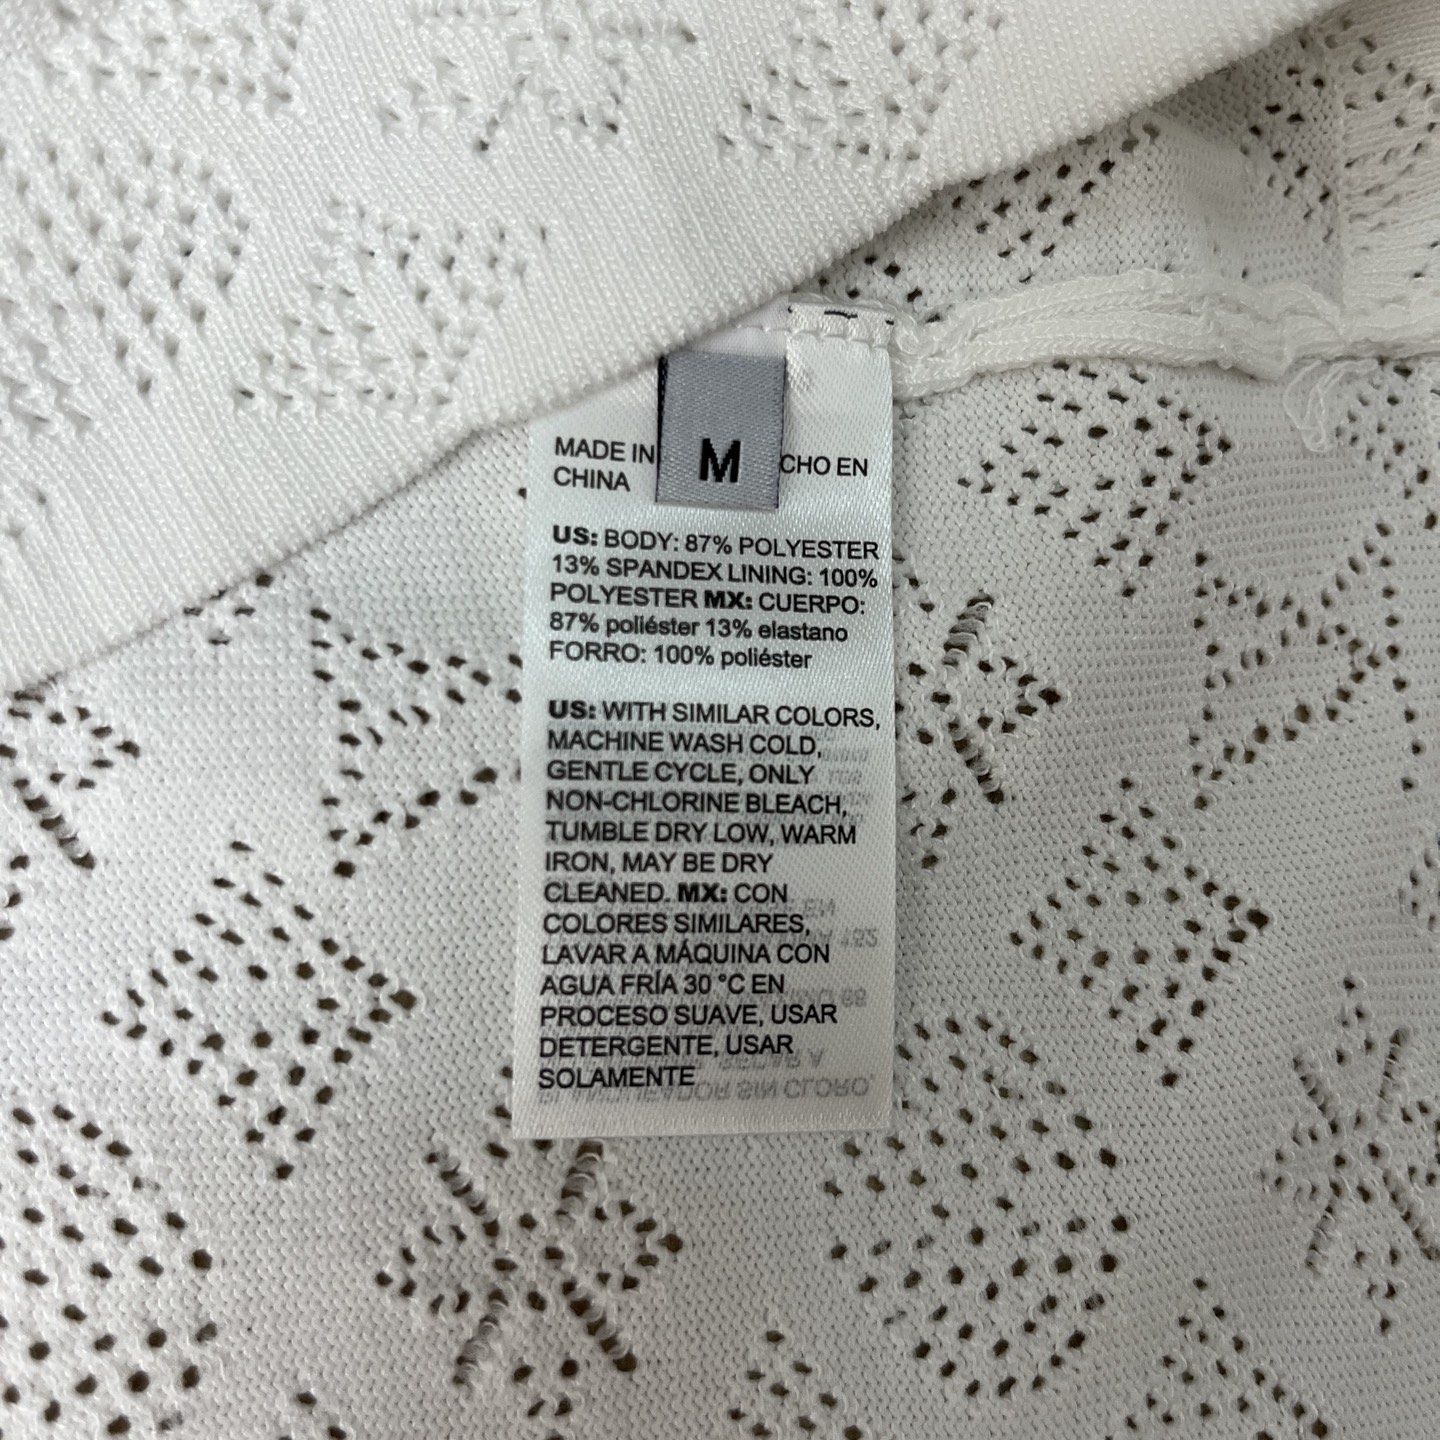 M
MADE IN CHO EN
CHINA
US: BODY: 87% POLYESTER
13% SPANDEX LINING: 100%
POLYESTER MX: CUERPO:
87% poliéster 13% elastano
FORRO: 100% poliéster
US: WITH SIMILAR COLORS,
MACHINE WASH COLD,
GENTLE CYCLE, ONLY
NON-CHLORINE BLEACH,
TUMBLE DRY LOW, WARM
IRON, MAY BE DRY
CLEANED. MX: CON
COLORES SIMILARES,
LAVAR A MÁQUINA CON
AGUA FRÍA 30 °C EN
PROCESO SUAVE, USAR
DETERGENTE, USAR
SOLAMENTE